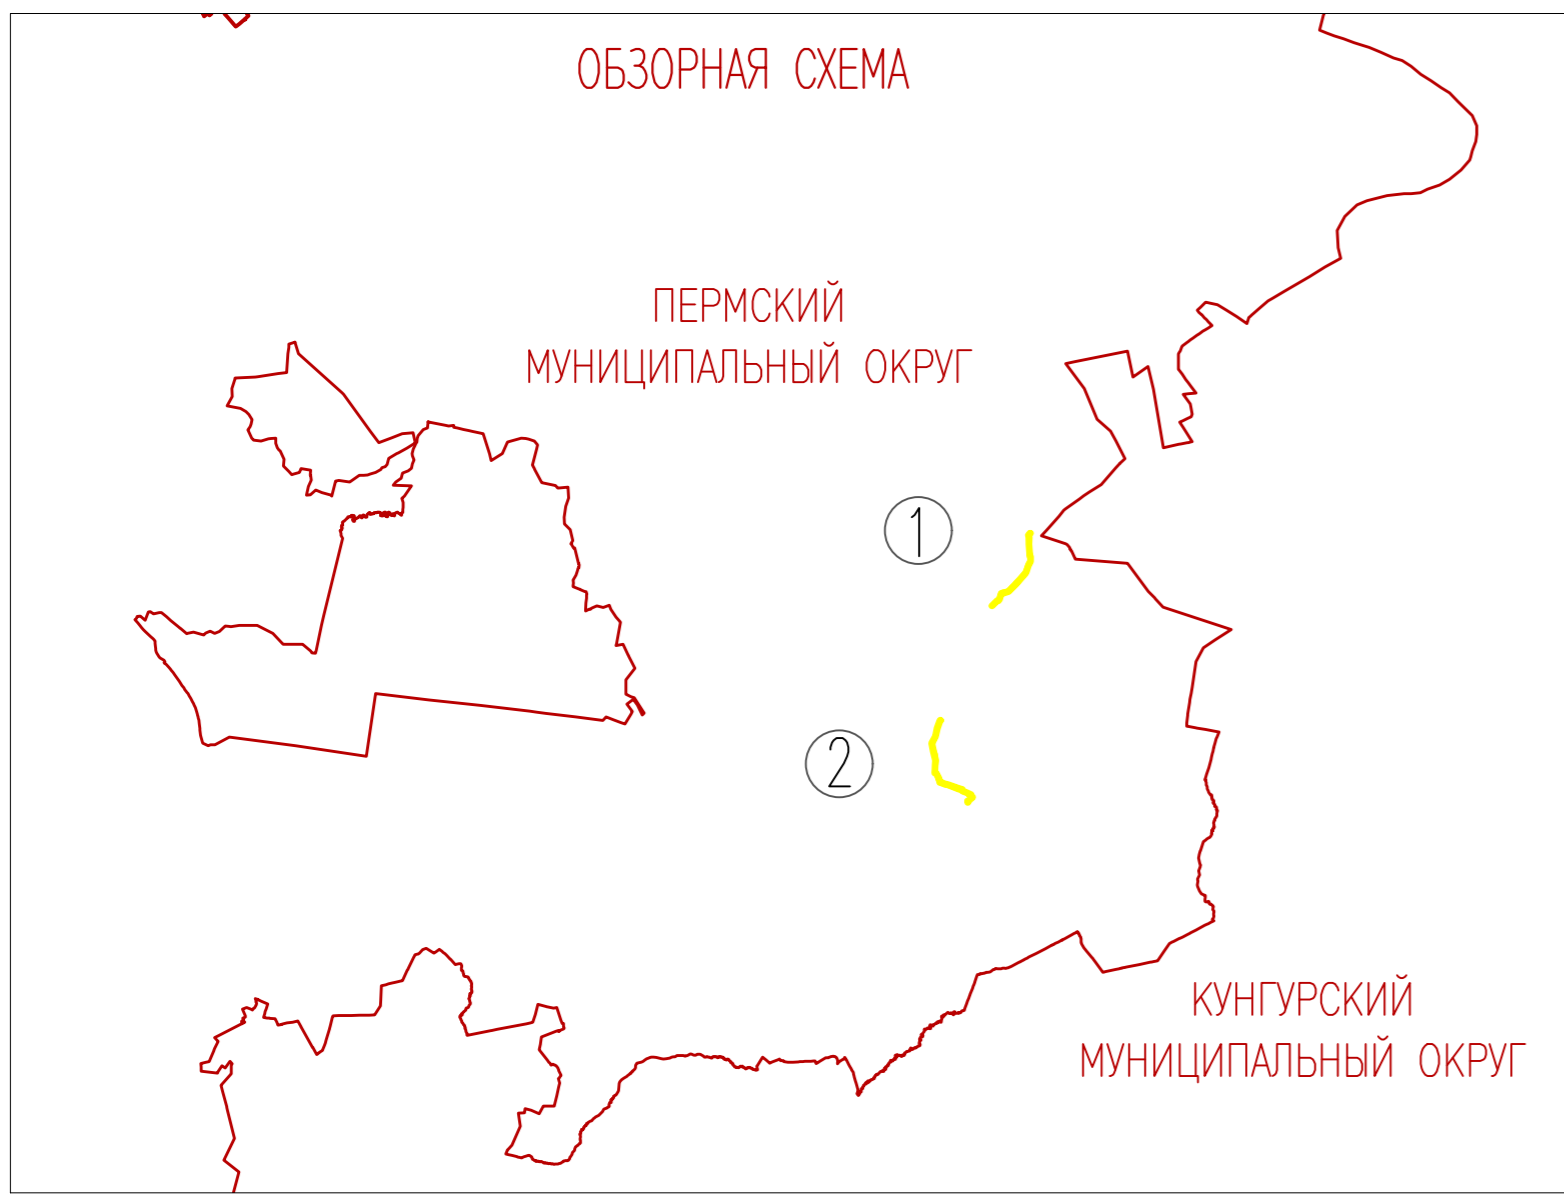 ОБЗОРНАЯ СХЕМА
ПЕРМСКИЙ
МУНИЦИПАЛЬНЫЙ ОКРУГ
1
2
КУНГУРСКИЙ
МУНИЦИПАЛЬНЫЙ ОКРУГ